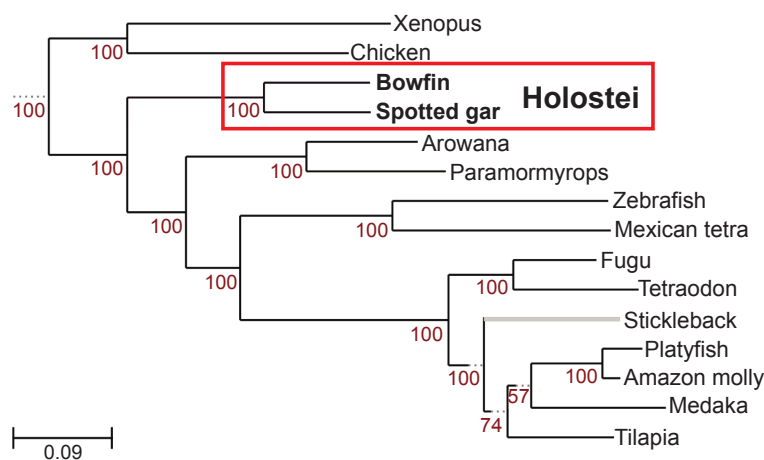 Xenopus
100
Chicken
Bowfin
100
100
Spotted gar
Holostei
Arowana
100
100
Paramormyrops
Zebrafish
100
100
Mexican tetra
100
Fugu
100
Tetraodon
Stickleback
100
Platyfish
100
100
Amazon molly
57
Medaka
74
Tilapia
0.09